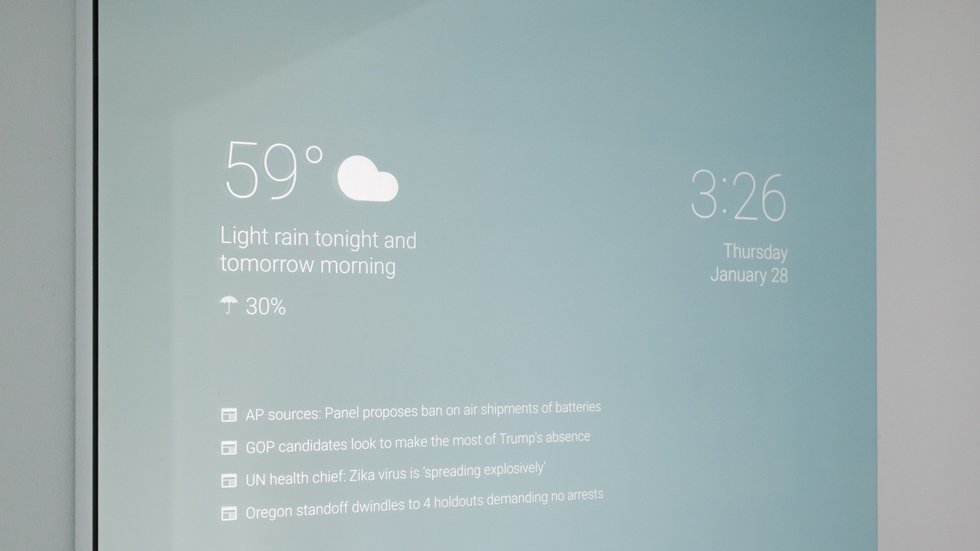 59°
Light rain tonight and
tomorrow morning
30%
3:26
Thursday
January 28
AP sources: Panel proposes ban on air shipments of batteries
GOP candidates look to make the most of Trump's absence
UN health chief: Zika virus is 'spreading explosively'
Oregon standoff dwindles to 4 holdouts demanding no arrests